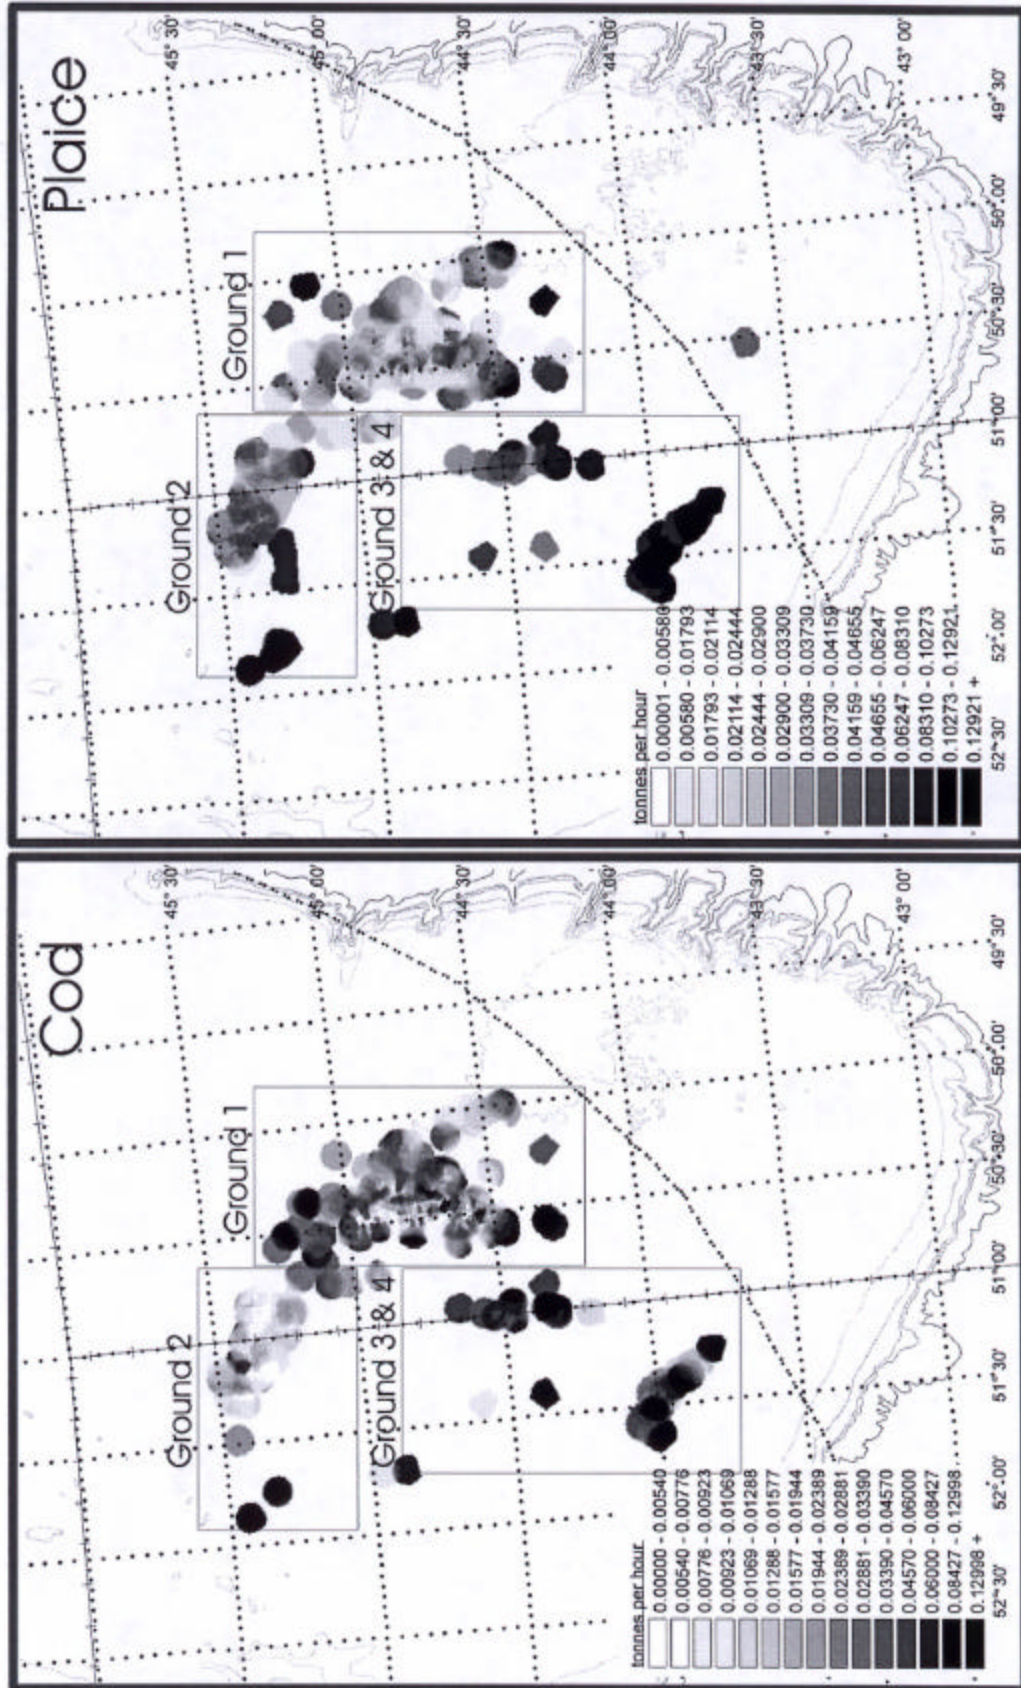 Cod
Ground 1
Ground 2
Ground 3 & 4
45° 30'
45° 00'
44° 30'
44° 00'
43° 30'
43° 00'
52° 30'
52° 00'
51° 30'
51° 00'
50° 30'
50° 00'
49° 30'
tonnes per hour
0.00000 - 0.00540
0.00540 - 0.00776
0.00776 - 0.00923
0.00923 - 0.01069
0.01069 - 0.01288
0.01288 - 0.01577
0.01577 - 0.01944
0.01944 - 0.02389
0.02389 - 0.02881
0.02881 - 0.03390
0.03390 - 0.04570
0.04570 - 0.06000
0.06000 - 0.08427
0.08427 - 0.12998
0.12998 +
Plaice
Ground 1
Ground 2
Ground 3 & 4
45° 30'
45° 00'
44° 30'
44° 00'
43° 30'
43° 00'
52° 30'
52° 00'
51° 30'
51° 00'
50° 30'
50° 00'
49° 30'
tonnes per hour
0.00001 - 0.00580
0.00580 - 0.01793
0.01793 - 0.02114
0.02114 - 0.02444
0.02444 - 0.02900
0.02900 - 0.03309
0.03309 - 0.03730
0.03730 - 0.04159
0.04159 - 0.04655
0.04655 - 0.06247
0.06247 - 0.08310
0.08310 - 0.10273
0.10273 - 0.12921
0.12921 +